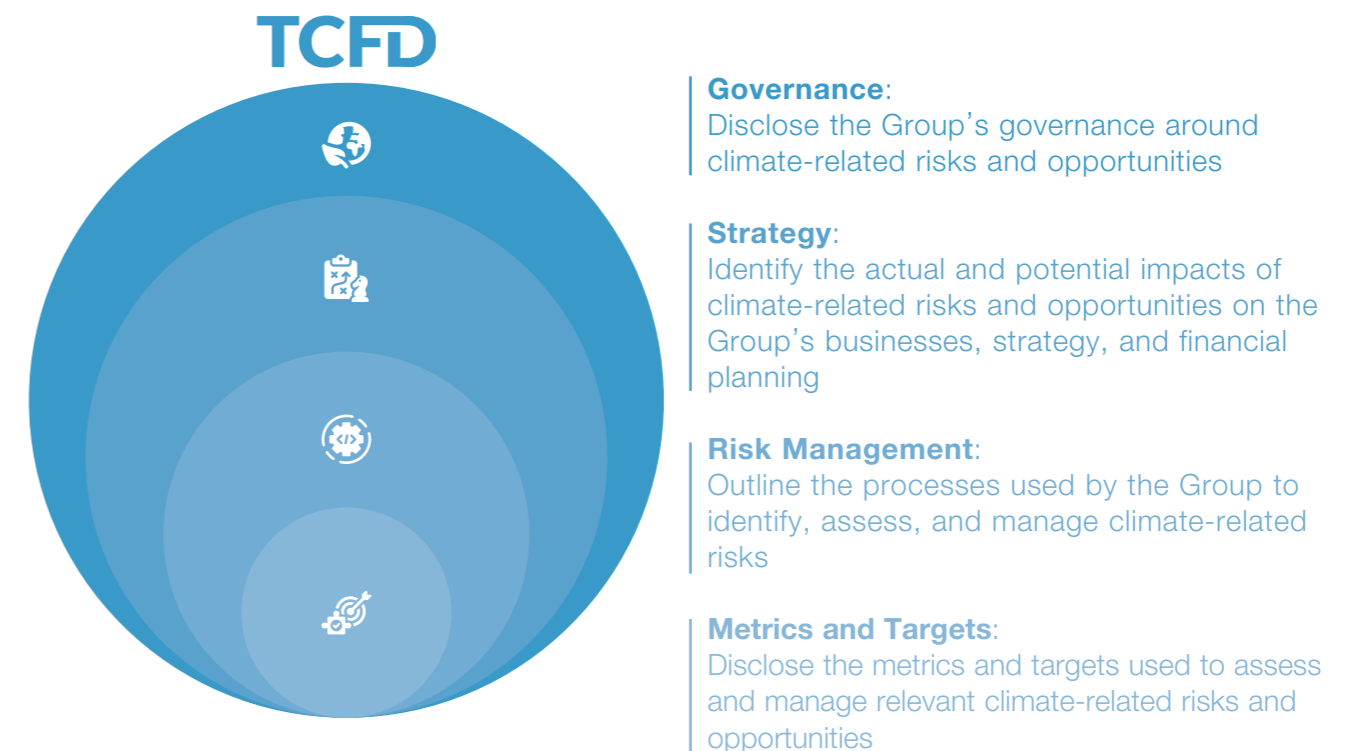 TCFD
Governance:
Disclose the Group’s governance around
climate-related risks and opportunities
Strategy:
Identify the actual and potential impacts of
climate-related risks and opportunities on the
Group’s businesses, strategy, and financial
planning
Risk Management:
Outline the processes used by the Group to
identify, assess, and manage climate-related
risks
Metrics and Targets:
Disclose the metrics and targets used to assess
and manage relevant climate-related risks and
opportunities